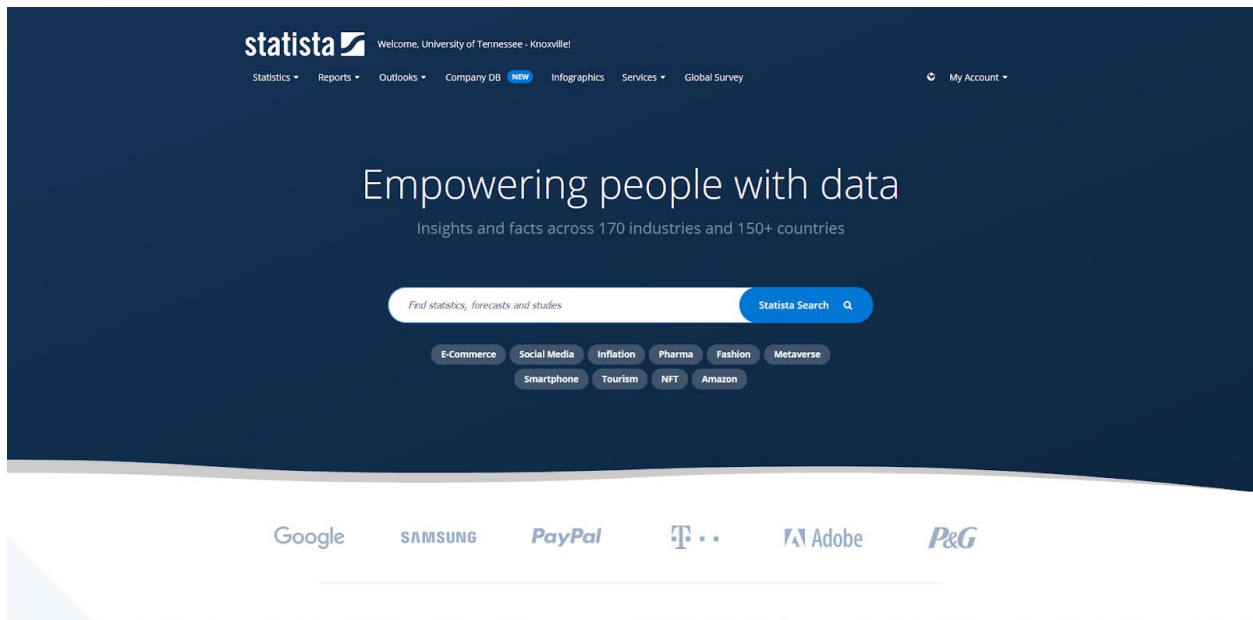 statista Welcome, University of Tennessee - Knoxville!
Statistics Reports Outlooks Company DB NEW Infographics Services Global Survey My Account
Empowering people with data
Insights and facts across 170 industries and 150+ countries
Find statistics, forecasts and studies Statista Search
E-Commerce Social Media Inflation Pharma Fashion Metaverse
Smartphone Tourism NFT Amazon
Google SAMSUNG PayPal T Adobe P&G